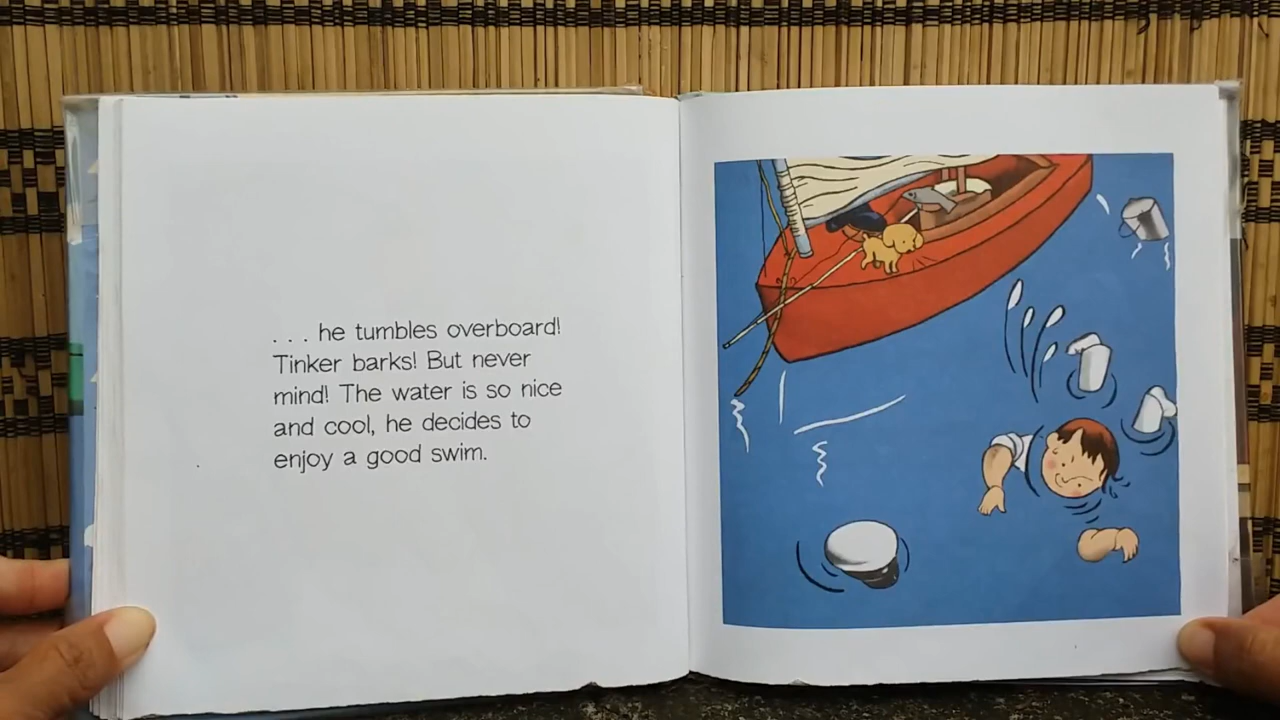 . . . he tumbles overboard!
Tinker barks! But never
mind! The water is so nice
and cool, he decides to
enjoy a good swim.